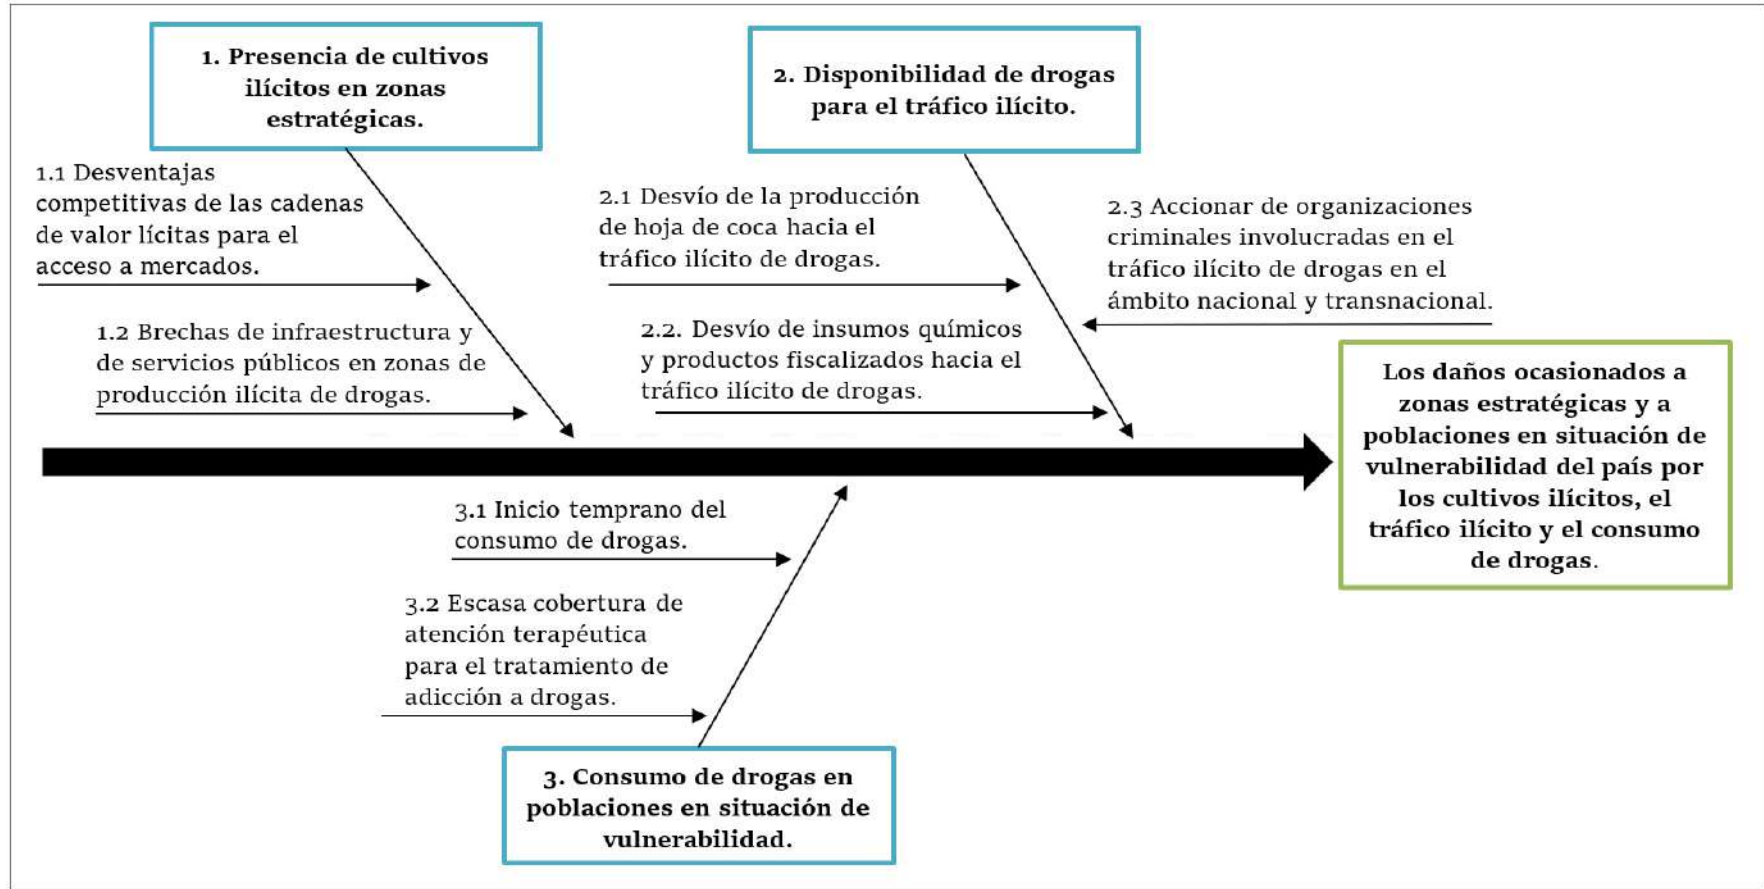 1. Presencia de cultivos
ilícitos en zonas
estratégicas.
2. Disponibilidad de drogas
para el tráfico ilícito.
1.1 Desventajas
competitivas de las cadenas
de valor lícitas para el
acceso a mercados.
1.2 Brechas de infraestructura y
de servicios públicos en zonas de
producción ilícita de drogas.
2.1 Desvío de la producción
de hoja de coca hacia el
tráfico ilícito de drogas.
2.2. Desvío de insumos químicos
y productos fiscalizados hacia el
tráfico ilícito de drogas.
2.3 Accionar de organizaciones
criminales involucradas en el
tráfico ilícito de drogas en el
ámbito nacional y transnacional.
Los daños ocasionados a
zonas estratégicas y a
poblaciones en situación de
vulnerabilidad del país por
los cultivos ilícitos, el
tráfico ilícito y el consumo
de drogas.
3.1 Inicio temprano del
consumo de drogas.
3.2 Escasa cobertura de
atención terapéutica
para el tratamiento de
adicción a drogas.
3. Consumo de drogas en
poblaciones en situación de
vulnerabilidad.